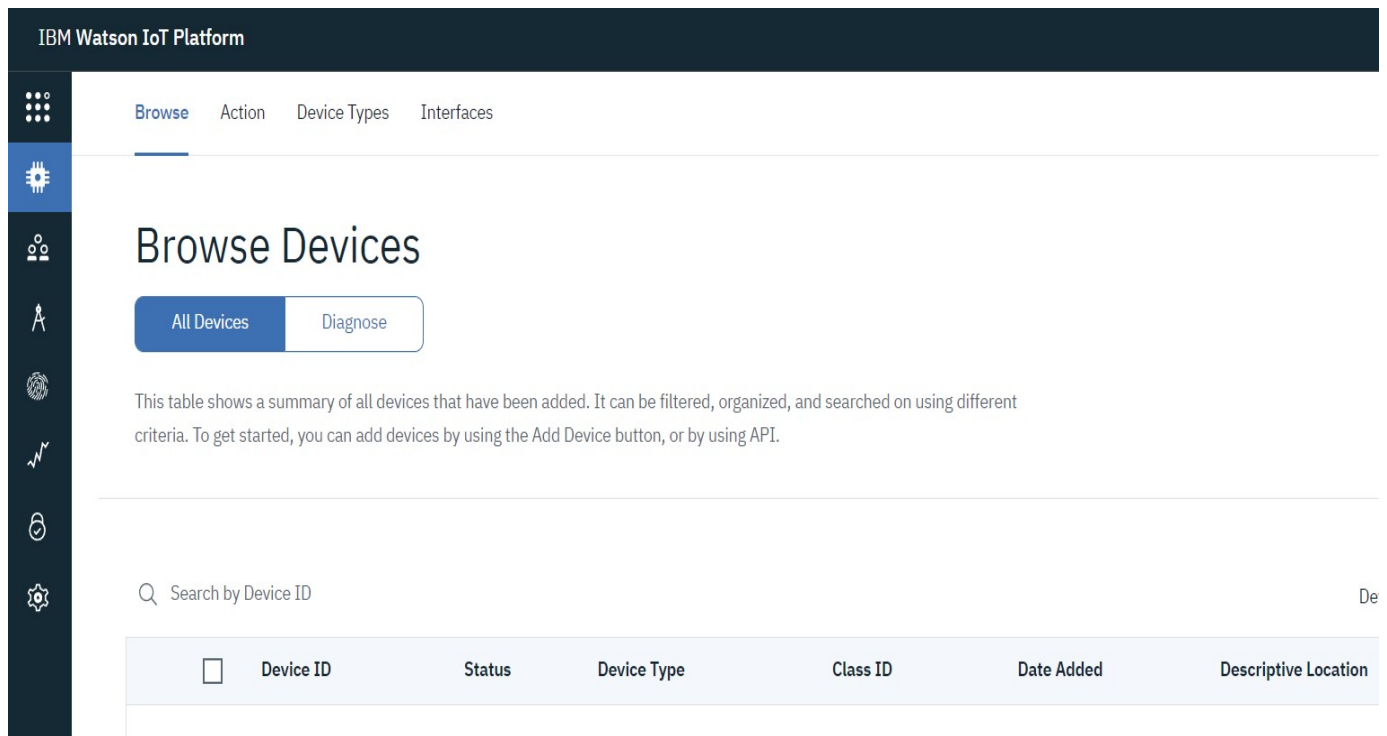 IBM Watson IoT Platform
Browse Action Device Types Interfaces
Browse Devices
All Devices Diagnose
This table shows a summary of all devices that have been added. It can be filtered, organized, and searched on using different
criteria. To get started, you can add devices by using the Add Device button, or by using API.
Search by Device ID
Device ID Status Device Type Class ID Date Added Descriptive Location